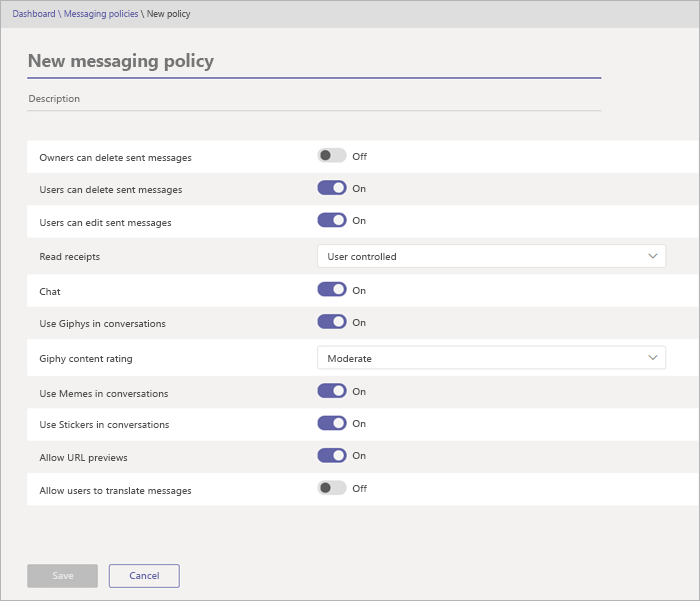 Dashboard \ Messaging policies \ New policy
New messaging policy
Description
Owners can delete sent messages Off
Users can delete sent messages On
Users can edit sent messages On
Read receipts User controlled
Chat On
Use Giphys in conversations On
Giphy content rating Moderate
Use Memes in conversations On
Use Stickers in conversations On
Allow URL previews On
Allow users to translate messages Off
Save Cancel